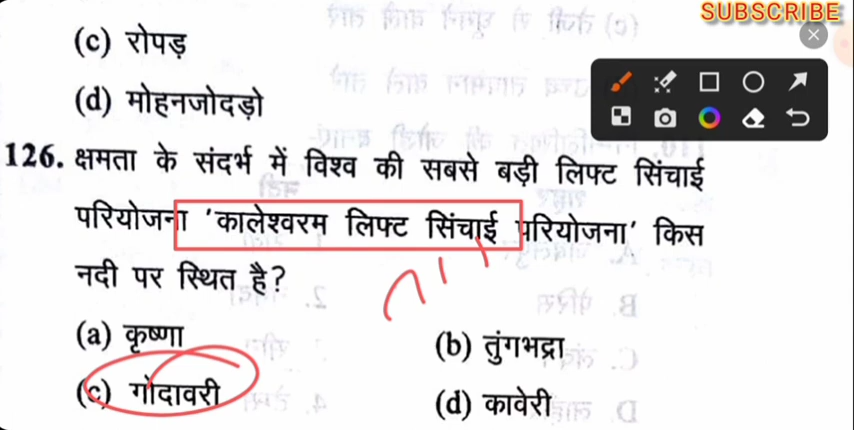 SUBSCRIBE
(c) रोपड़
(d) मोहनजोदड़ो
126. क्षमता के संदर्भ में विश्व की सबसे बड़ी लिफ्ट सिंचाई
परियोजना 'कालेश्वरम लिफ्ट सिंचाई परियोजना' किस
नदी पर स्थित है?
(a) कृष्णा
(b) तुंगभद्रा
(c) गोदावरी
(d) कावेरी